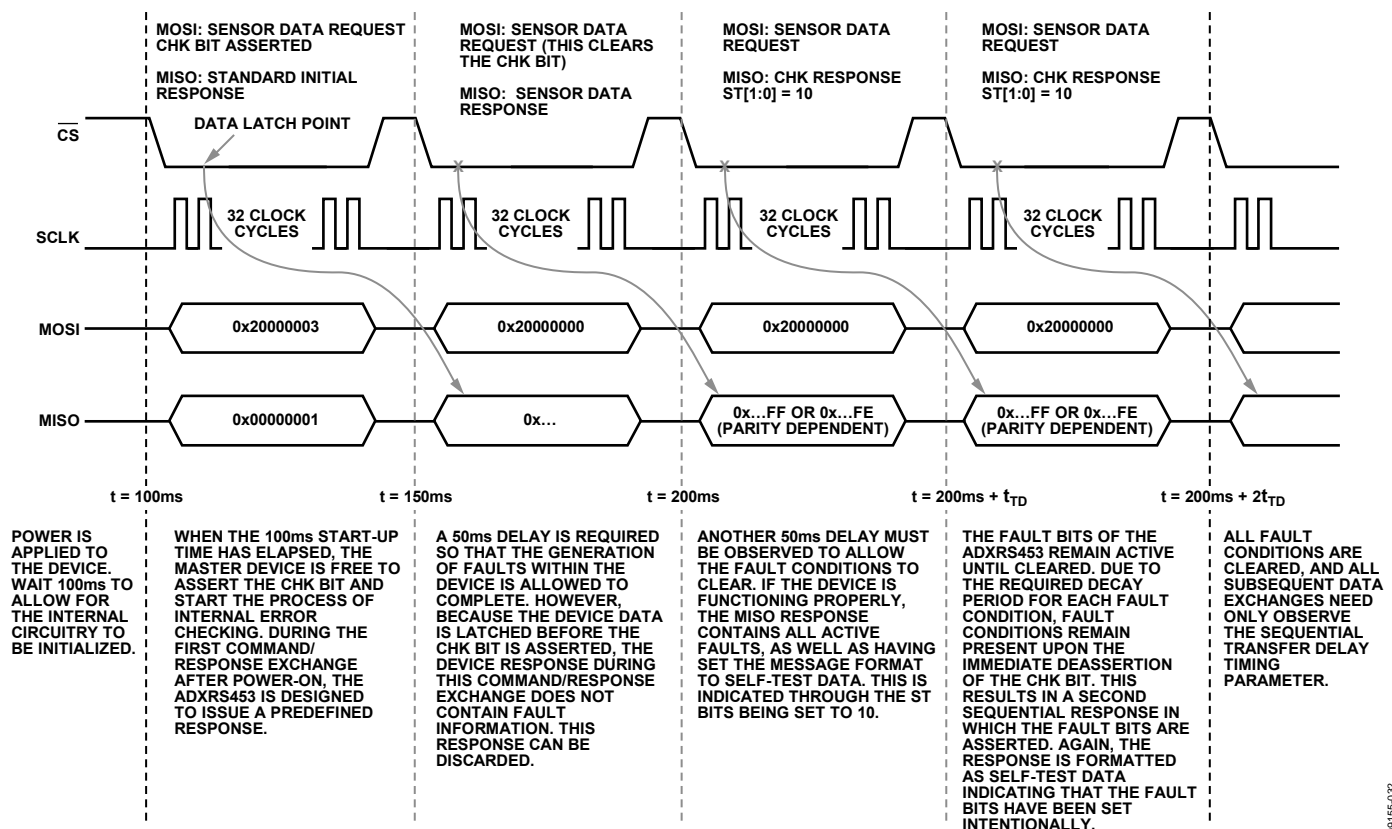 MOSI: SENSOR DATA REQUEST
CHK BIT ASSERTED
MISO: STANDARD INITIAL
RESPONSE
MOSI: SENSOR DATA
REQUEST (THIS CLEARS
THE CHK BIT)
MISO: SENSOR DATA
RESPONSE
MOSI: SENSOR DATA
REQUEST
MISO: CHK RESPONSE
ST[1:0] = 10
MOSI: SENSOR DATA
REQUEST
MISO: CHK RESPONSE
ST[1:0] = 10
DATA LATCH POINT
CS
X
X
X
SCLK
32 CLOCK
CYCLES
32 CLOCK
CYCLES
32 CLOCK
CYCLES
32 CLOCK
CYCLES
MOSI
0x20000003
0x20000000
0x20000000
0x20000000
MISO
0x00000001
0x…
0x…FF OR 0x…FE
(PARITY DEPENDENT)
0x…FF OR 0x…FE
(PARITY DEPENDENT)
t = 100ms
t = 150ms
t = 200ms
t = 200ms + tTD
t = 200ms + 2tTD
POWER IS
APPLIED TO
THE DEVICE.
WAIT 100ms TO
ALLOW FOR
THE INTERNAL
CIRCUITRY TO
BE INITIALIZED.
WHEN THE 100ms START-UP
TIME HAS ELAPSED, THE
MASTER DEVICE IS FREE TO
ASSERT THE CHK BIT AND
START THE PROCESS OF
INTERNAL ERROR
CHECKING. DURING THE
FIRST COMMAND/
RESPONSE EXCHANGE
AFTER POWER-ON, THE
ADXRS453 IS DESIGNED
TO ISSUE A PREDEFINED
RESPONSE.
A 50ms DELAY IS REQUIRED
SO THAT THE GENERATION
OF FAULTS WITHIN THE
DEVICE IS ALLOWED TO
COMPLETE. HOWEVER,
BECAUSE THE DEVICE DATA
IS LATCHED BEFORE THE
CHK BIT IS ASSERTED, THE
DEVICE RESPONSE DURING
THIS COMMAND/RESPONSE
EXCHANGE DOES NOT
CONTAIN FAULT
INFORMATION. THIS
RESPONSE CAN BE
DISCARDED.
ANOTHER 50ms DELAY MUST
BE OBSERVED TO ALLOW
THE FAULT CONDITIONS TO
CLEAR. IF THE DEVICE IS
FUNCTIONING PROPERLY,
THE MISO RESPONSE
CONTAINS ALL ACTIVE
FAULTS, AS WELL AS HAVING
SET THE MESSAGE FORMAT
TO SELF-TEST DATA. THIS IS
INDICATED THROUGH THE ST
BITS BEING SET TO 10.
THE FAULT BITS OF THE
ADXRS453 REMAIN ACTIVE
UNTIL CLEARED. DUE TO
THE REQUIRED DECAY
PERIOD FOR EACH FAULT
CONDITION, FAULT
CONDITIONS REMAIN
PRESENT UPON THE
IMMEDIATE DEASSERTION
OF THE CHK BIT. THIS
RESULTS IN A SECOND
SEQUENTIAL RESPONSE IN
WHICH THE FAULT BITS ARE
ASSERTED. AGAIN, THE
RESPONSE IS FORMATTED
AS SELF-TEST DATA
INDICATING THAT THE FAULT
BITS HAVE BEEN SET
INTENTIONALLY.
ALL FAULT
CONDITIONS ARE
CLEARED, AND ALL
SUBSEQUENT DATA
EXCHANGES NEED
ONLY OBSERVE
THE SEQUENTIAL
TRANSFER DELAY
TIMING
PARAMETER.